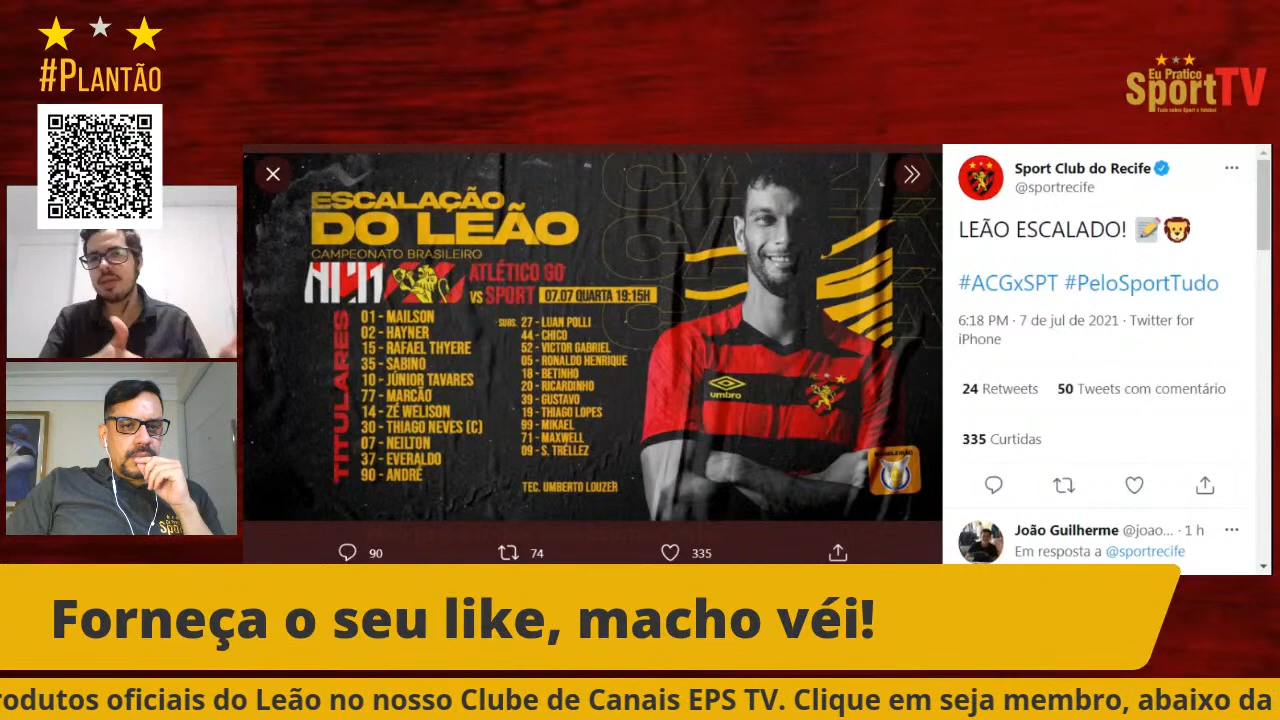 #PLANTÃO
Eu Pratico
SportTV
Tudo sobre Sport e futebol
ESCALAÇÃO
DO LEÃO
CAMPEONATO BRASILEIRO
ATLÉTICO GO
VS SPORT 07.07 QUARTA 19:15H
TITULARES
01 - MAILSON
02 - HAYNER
15 - RAFAEL THYERE
35 - SABINO
10 - JÚNIOR TAVARES
77 - MARCÃO
14 - ZÉ WELISON
30 - THIAGO NEVES (C)
07 - NEILTON
37 - EVERALDO
90 - ANDRÉ
SUBS. 27 - LUAN POLLI
44 - CHICO
52 - VICTOR GABRIEL
05 - RONALDO HENRIQUE
18 - BETINHO
20 - RICARDINHO
39 - GUSTAVO
19 - THIAGO LOPES
99 - MIKAEL
71 - MAXWELL
09 - S. TRÉLLEZ
TEC. UMBERTO LOUZER
umbro
BRASILEIRÃO
90
74
335
Sport Club do Recife
@sportrecife
LEÃO ESCALADO! 📝🦁
#ACGxSPT #PeloSportTudo
6:18 PM · 7 de jul de 2021 · Twitter for
iPhone
24 Retweets 50 Tweets com comentário
335 Curtidas
João Guilherme @joao... · 1 h
Em resposta a @sportrecife
Forneça o seu like, macho véi!
rodutos oficiais do Leão no nosso Clube de Canais EPS TV. Clique em seja membro, abaixo da